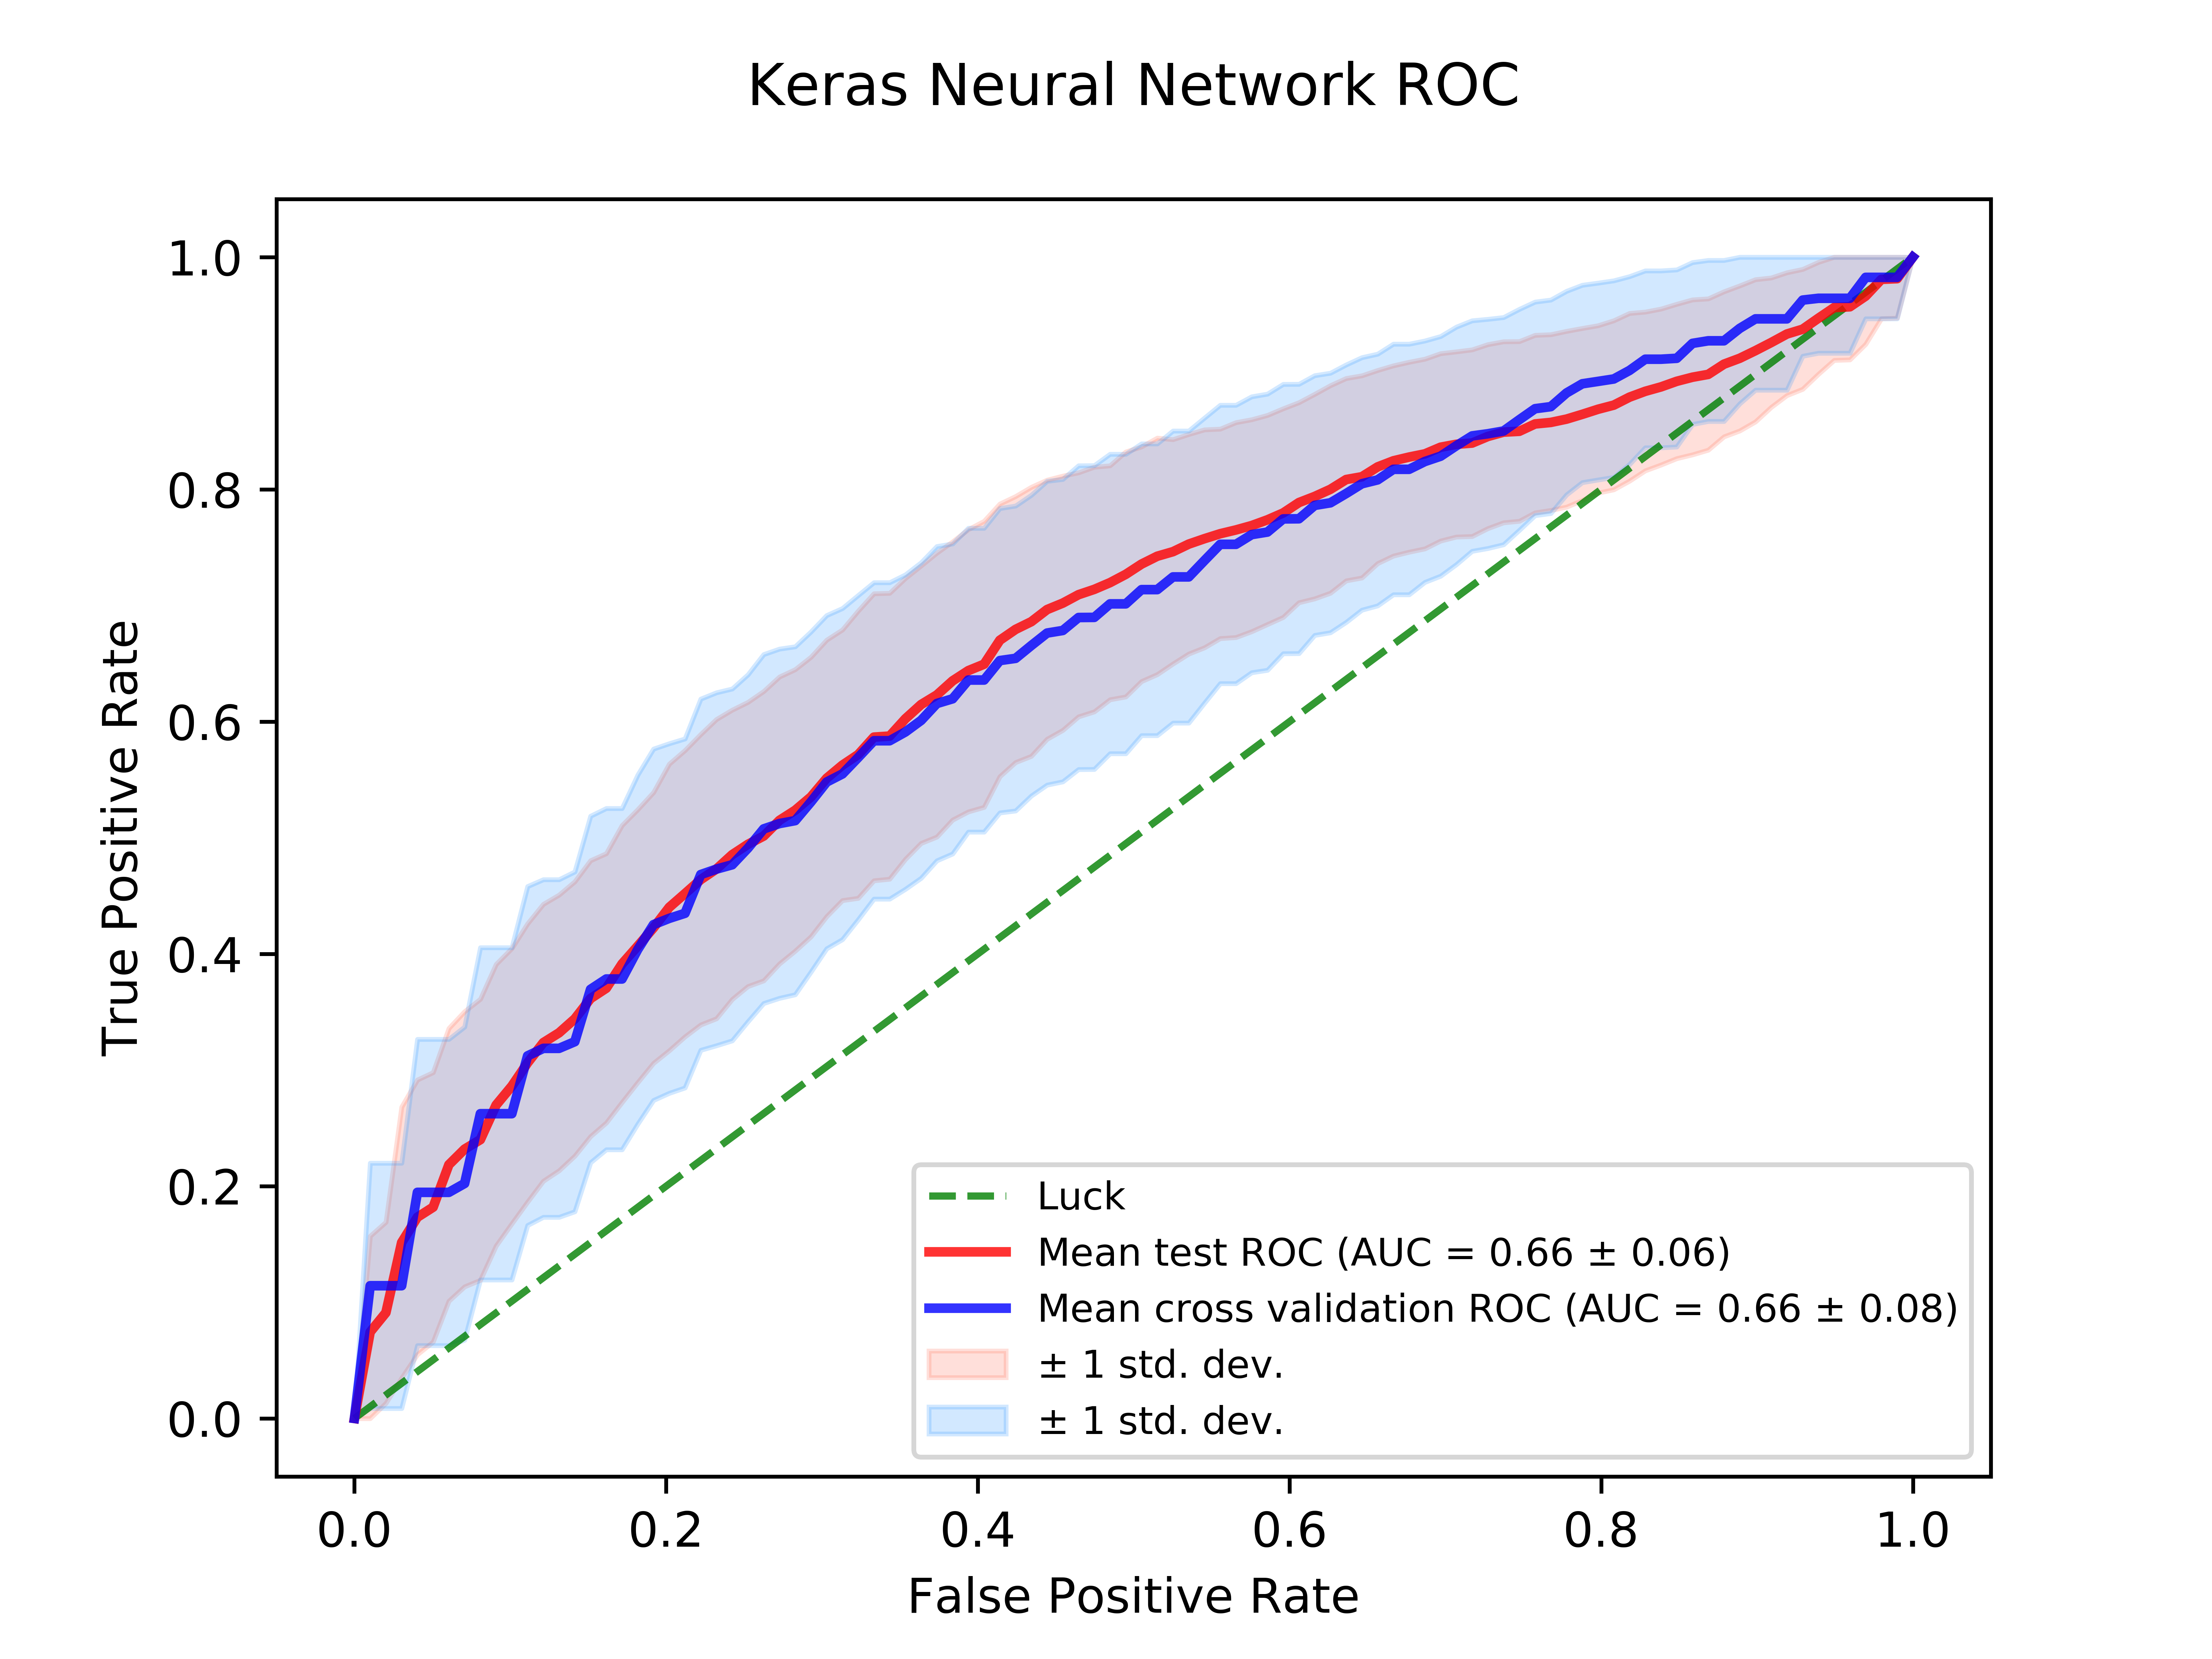 Keras Neural Network ROC
True Positive Rate
1.0
0.8
0.6
0.4
0.2
0.0
Luck
Mean test ROC (AUC = 0.66 ± 0.06)
Mean cross validation ROC (AUC = 0.66 ± 0.08)
± 1 std. dev.
± 1 std. dev.
0.0 0.2 0.4 0.6 0.8 1.0
False Positive Rate